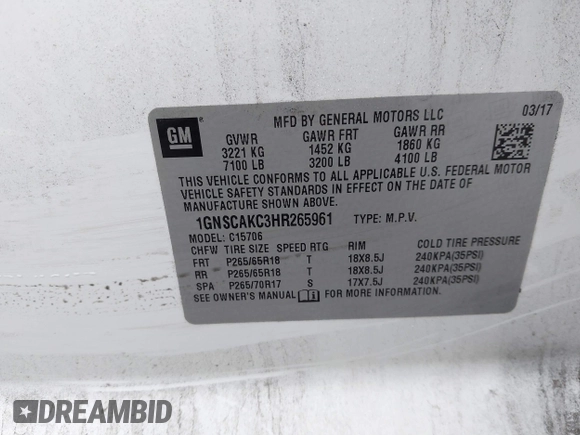 GM
MFD BY GENERAL MOTORS LLC 03/17
GVWR GAWR FRT GAWR RR
3221 KG 1452 KG 1860 KG
7100 LB 3200 LB 4100 LB
THIS VEHICLE CONFORMS TO ALL APPLICABLE U.S. FEDERAL MOTOR
VEHICLE SAFETY STANDARDS IN EFFECT ON THE DATE OF
MANUFACTURE SHOWN ABOVE.
1GNSCAKC3HR265961 TYPE: M.P.V.
MODEL: C15706
CHFW TIRE SIZE SPEED RTG RIM COLD TIRE PRESSURE
FRT P265/65R18 T 18X8.5J 240KPA(35PSI)
RR P265/65R18 T 18X8.5J 240KPA(35PSI)
SPA P265/70R17 S 17X7.5J 240KPA(35PSI)
SEE OWNER'S MANUAL FOR MORE INFORMATION.
DREAMBID